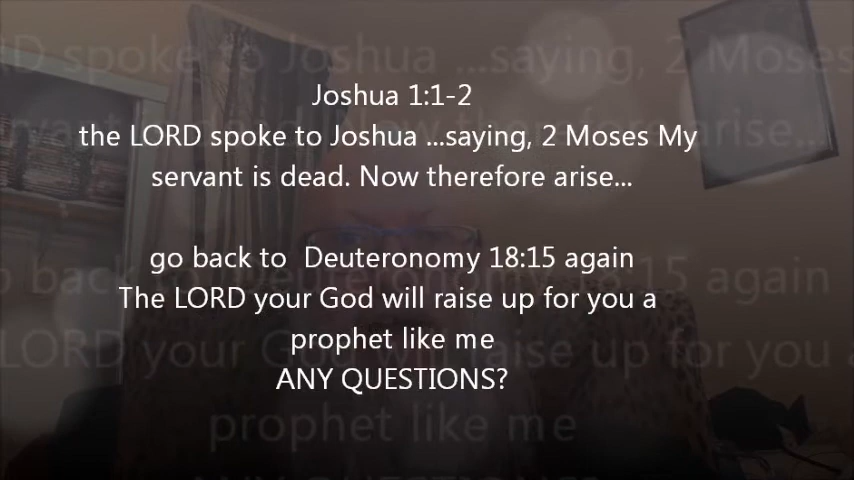 Joshua 1:1-2
the LORD spoke to Joshua ...saying, 2 Moses My
servant is dead. Now therefore arise...
go back to  Deuteronomy 18:15 again
The LORD your God will raise up for you a
prophet like me
ANY QUESTIONS?